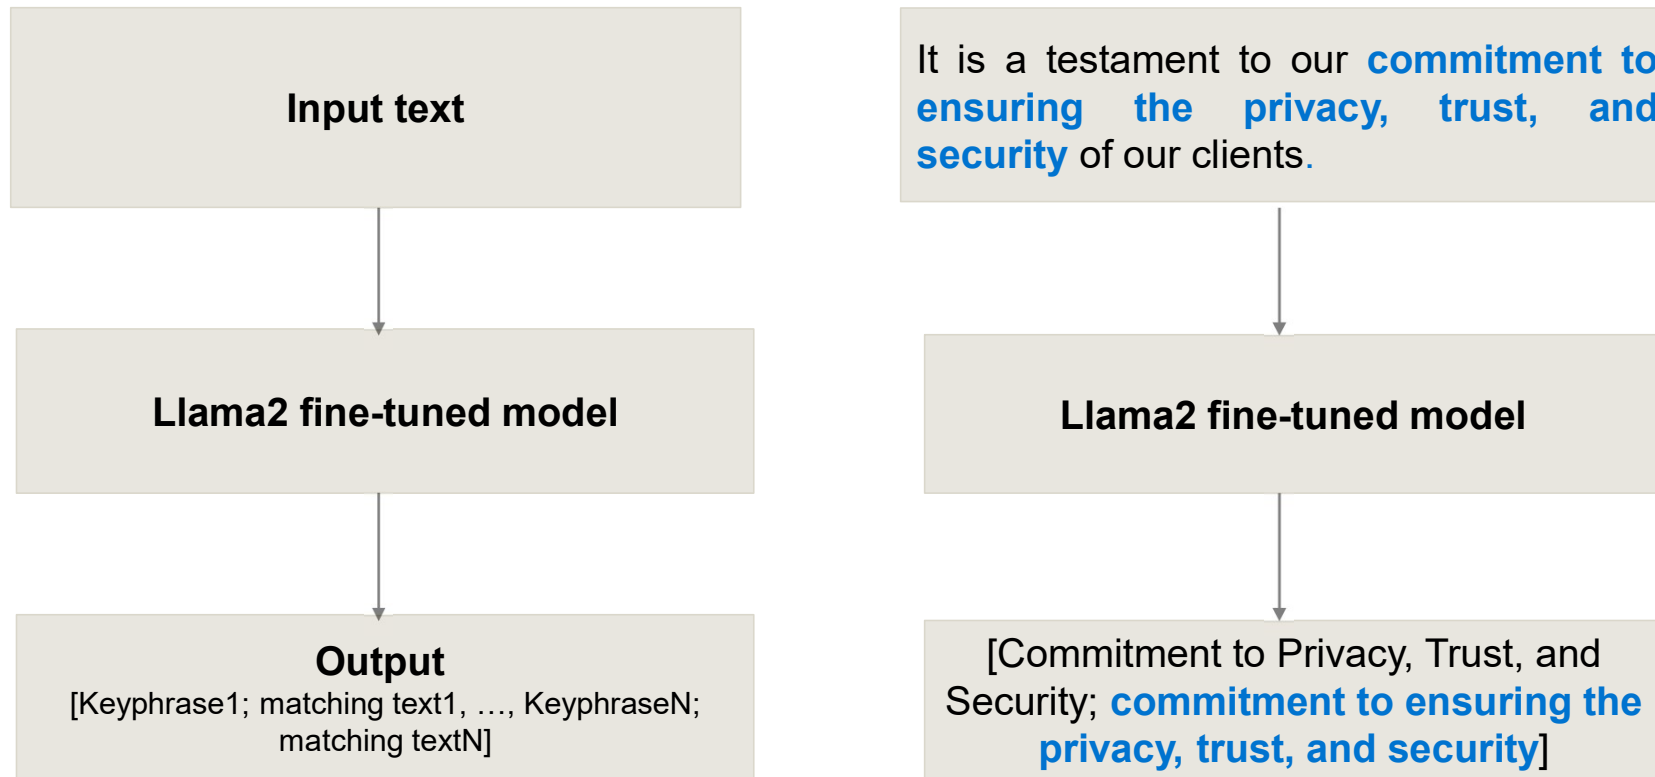 Input text
Llama2 fine-tuned model
Output
[Keyphrase1; matching text1, …, KeyphraseN;
matching textN]
It is a testament to our commitment to
ensuring the privacy, trust, and
security of our clients.
Llama2 fine-tuned model
[Commitment to Privacy, Trust, and
Security; commitment to ensuring the
privacy, trust, and security]